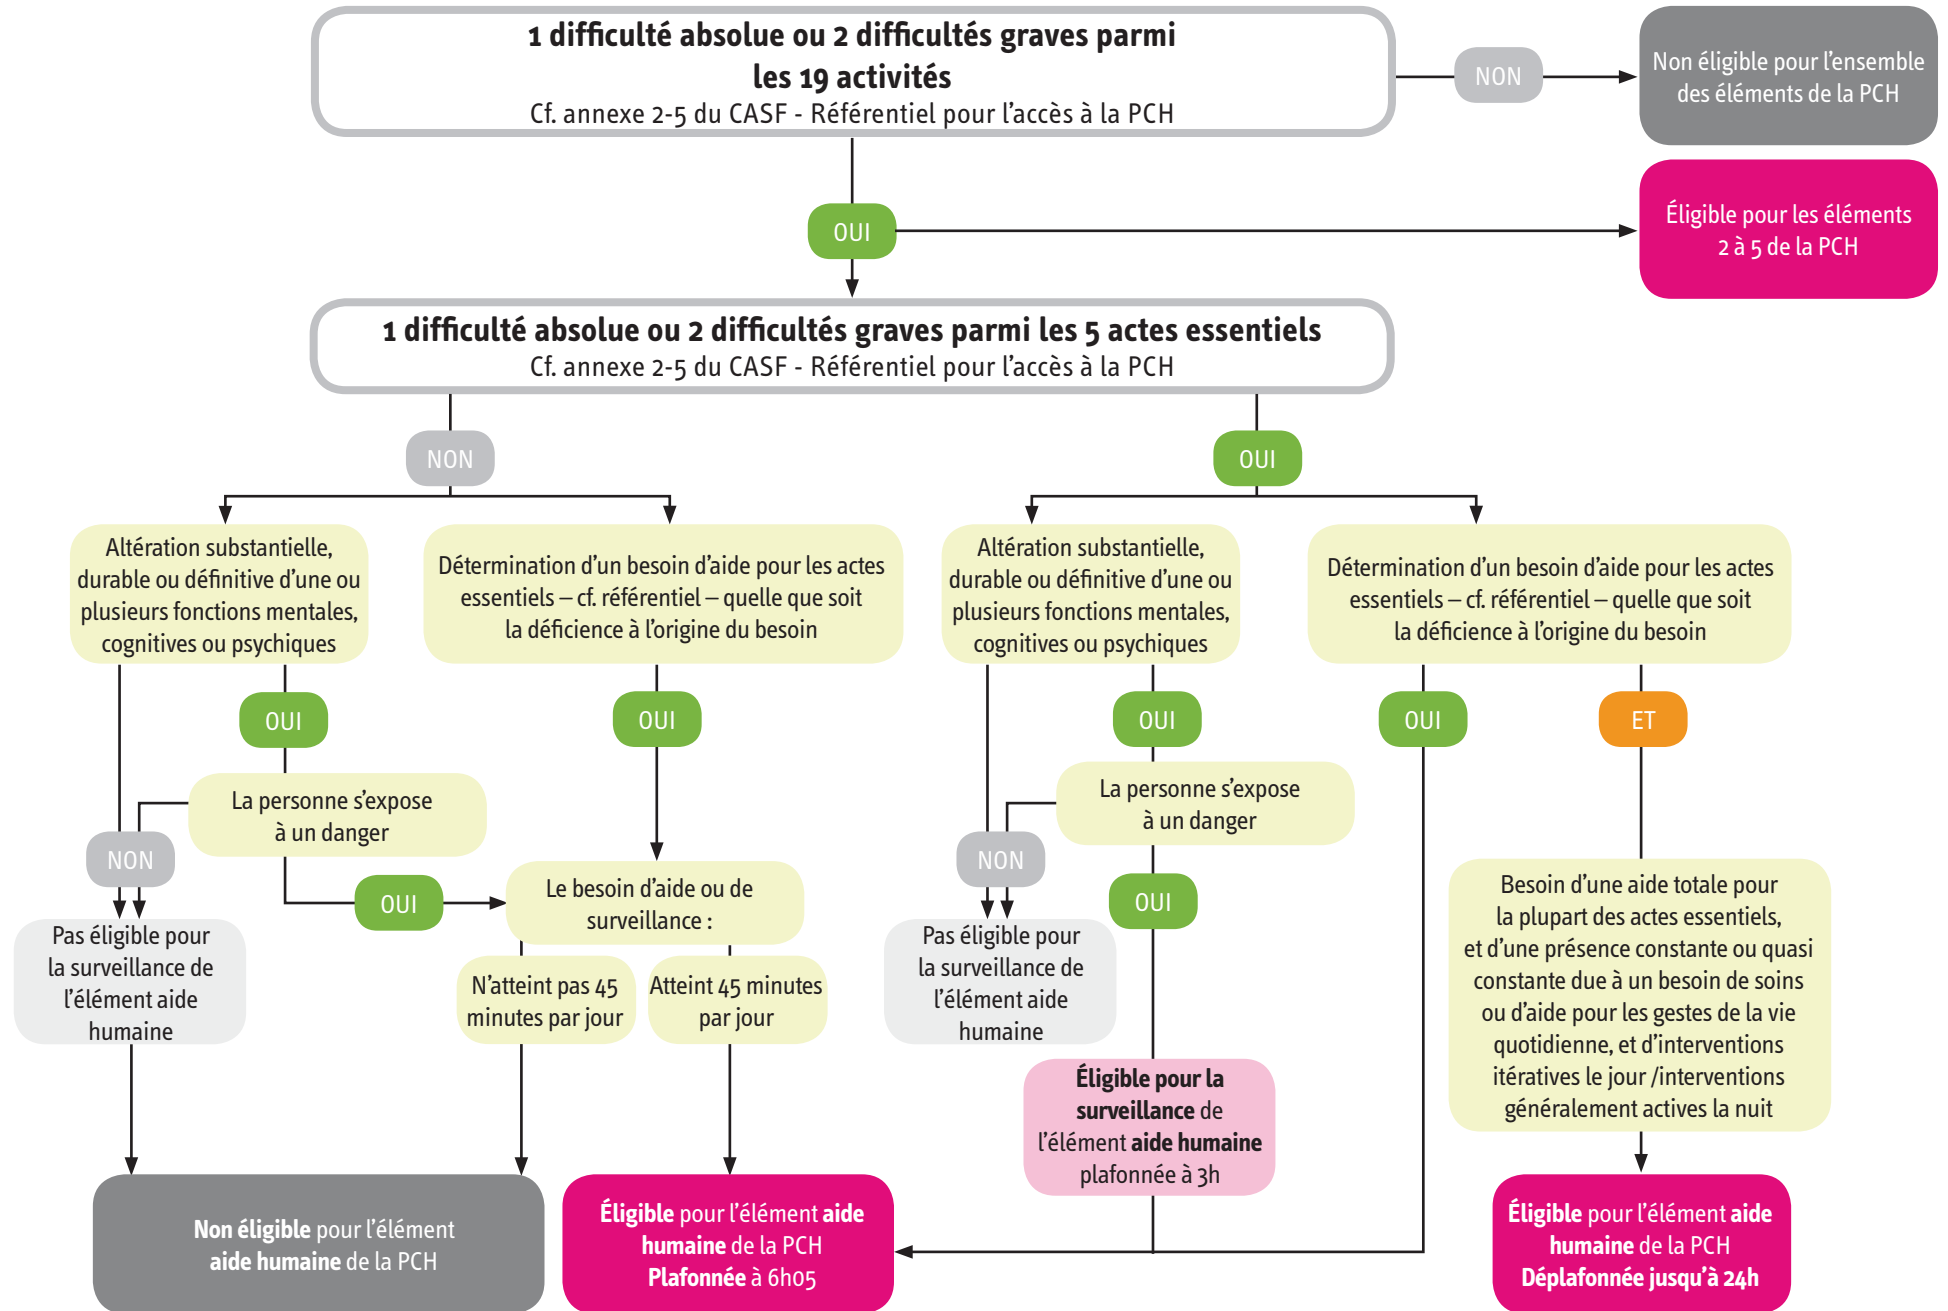 1 difficulté absolue ou 2 difficultés graves parmi
les 19 activités
Cf. annexe 2-5 du CASF - Référentiel pour l'accès à la PCH
NON
Non éligible pour l'ensemble
des éléments de la PCH
OUI
Éligible pour les éléments
2 à 5 de la PCH
1 difficulté absolue ou 2 difficultés graves parmi les 5 actes essentiels
Cf. annexe 2-5 du CASF - Référentiel pour l'accès à la PCH
NON
OUI
Altération substantielle,
durable ou définitive d'une ou
plusieurs fonctions mentales,
cognitives ou psychiques
Détermination d'un besoin d'aide pour les actes
essentiels – cf. référentiel – quelle que soit
la déficience à l'origine du besoin
Altération substantielle,
durable ou définitive d'une ou
plusieurs fonctions mentales,
cognitives ou psychiques
Détermination d'un besoin d'aide pour les actes
essentiels – cf. référentiel – quelle que soit
la déficience à l'origine du besoin
OUI
OUI
OUI
OUI
ET
La personne s'expose
à un danger
La personne s'expose
à un danger
NON
OUI
Le besoin d'aide ou de
surveillance :
NON
OUI
Besoin d'une aide totale pour
la plupart des actes essentiels,
et d'une présence constante ou quasi
constante due à un besoin de soins
ou d'aide pour les gestes de la vie
quotidienne, et d'interventions
itératives le jour /interventions
généralement actives la nuit
Pas éligible pour
la surveillance de
l'élément aide
humaine
N'atteint pas 45
minutes par jour
Atteint 45 minutes
par jour
Pas éligible pour
la surveillance de
l'élément aide
humaine
Éligible pour la
surveillance de
l'élément aide humaine
plafonnée à 3h
Non éligible pour l'élément
aide humaine de la PCH
Éligible pour l'élément aide
humaine de la PCH
Plafonnée à 6h05
Éligible pour l'élément aide
humaine de la PCH
Déplafonnée jusqu'à 24h